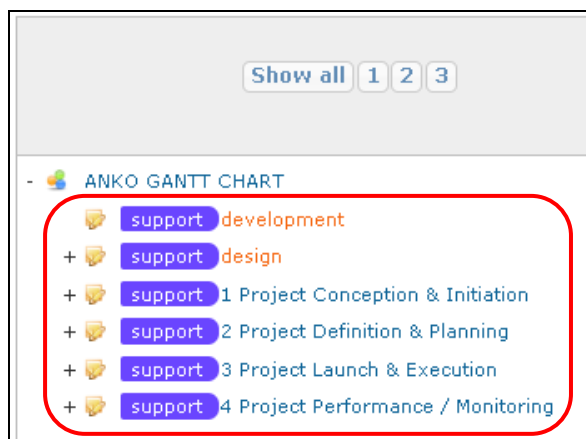 Show all 1 2 3
- ANKO GANTT CHART
support development
+ support design
+ support 1 Project Conception & Initiation
+ support 2 Project Definition & Planning
+ support 3 Project Launch & Execution
+ support 4 Project Performance / Monitoring